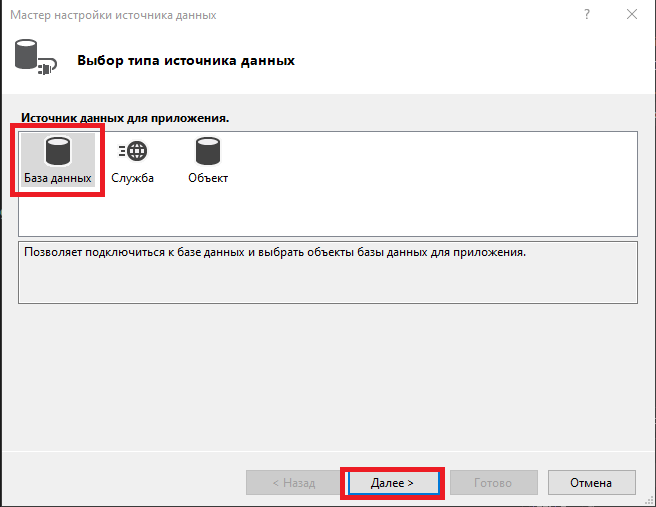 Мастер настройки источника данных
?
Выбор типа источника данных
Источник данных для приложения.
База данных Служба Объект
Позволяет подключиться к базе данных и выбрать объекты базы данных для приложения.
< Назад Далее > Готово Отмена